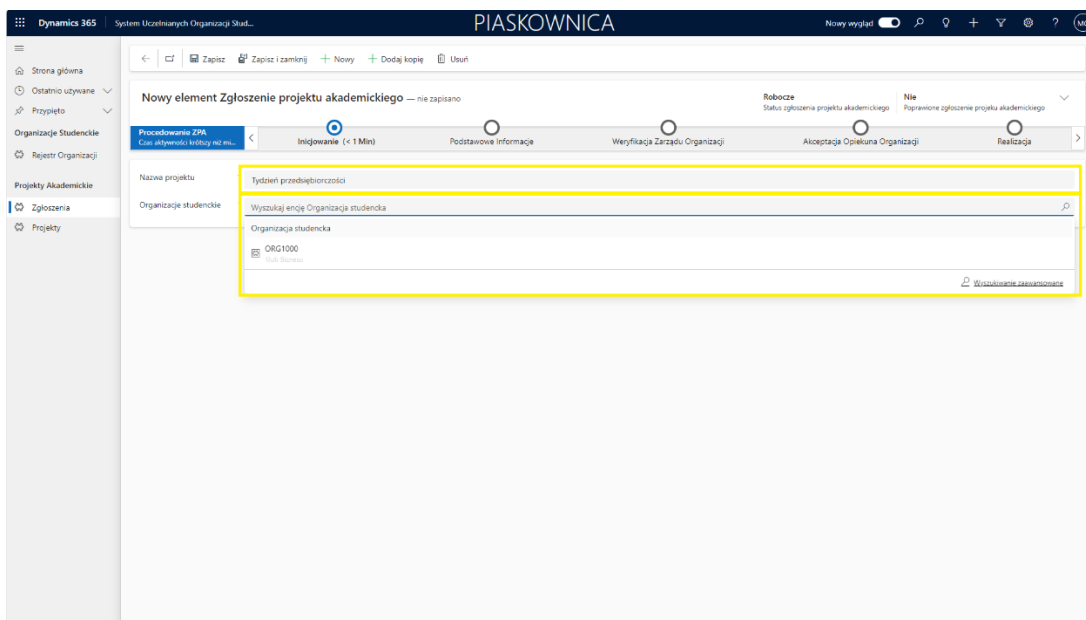 Dynamics 365 System Uczelnianych Organizacji Stud... PIASKOWNICA Nowy wygląd
Strona główna
Ostatnio używane
Przypięto
Organizacje Studenckie
Rejestr Organizacji
Projekty Akademickie
Zgłoszenia
Projekty
Zapisz Zapisz i zamknij Nowy Dodaj kopię Usuń
Nowy element Zgłoszenie projektu akademickiego — nie zapisano
Robocze
Status zgłoszenia projektu akademickiego
Nie
Poprawione zgłoszenie projeku akademickiego
Procedowanie ZPA
Czas aktywności krótszy niż mi...
Inicjowanie (< 1 Min)
Podstawowe Informacje
Weryfikacja Zarządu Organizacji
Akceptacja Opiekuna Organizacji
Realizacja
Nazwa projektu
Tydzień przedsiębiorczości
Organizacje studenckie
Wyszukaj encję Organizacja studencka
Organizacja studencka
ORG1000
Wyszukiwanie zaawansowane